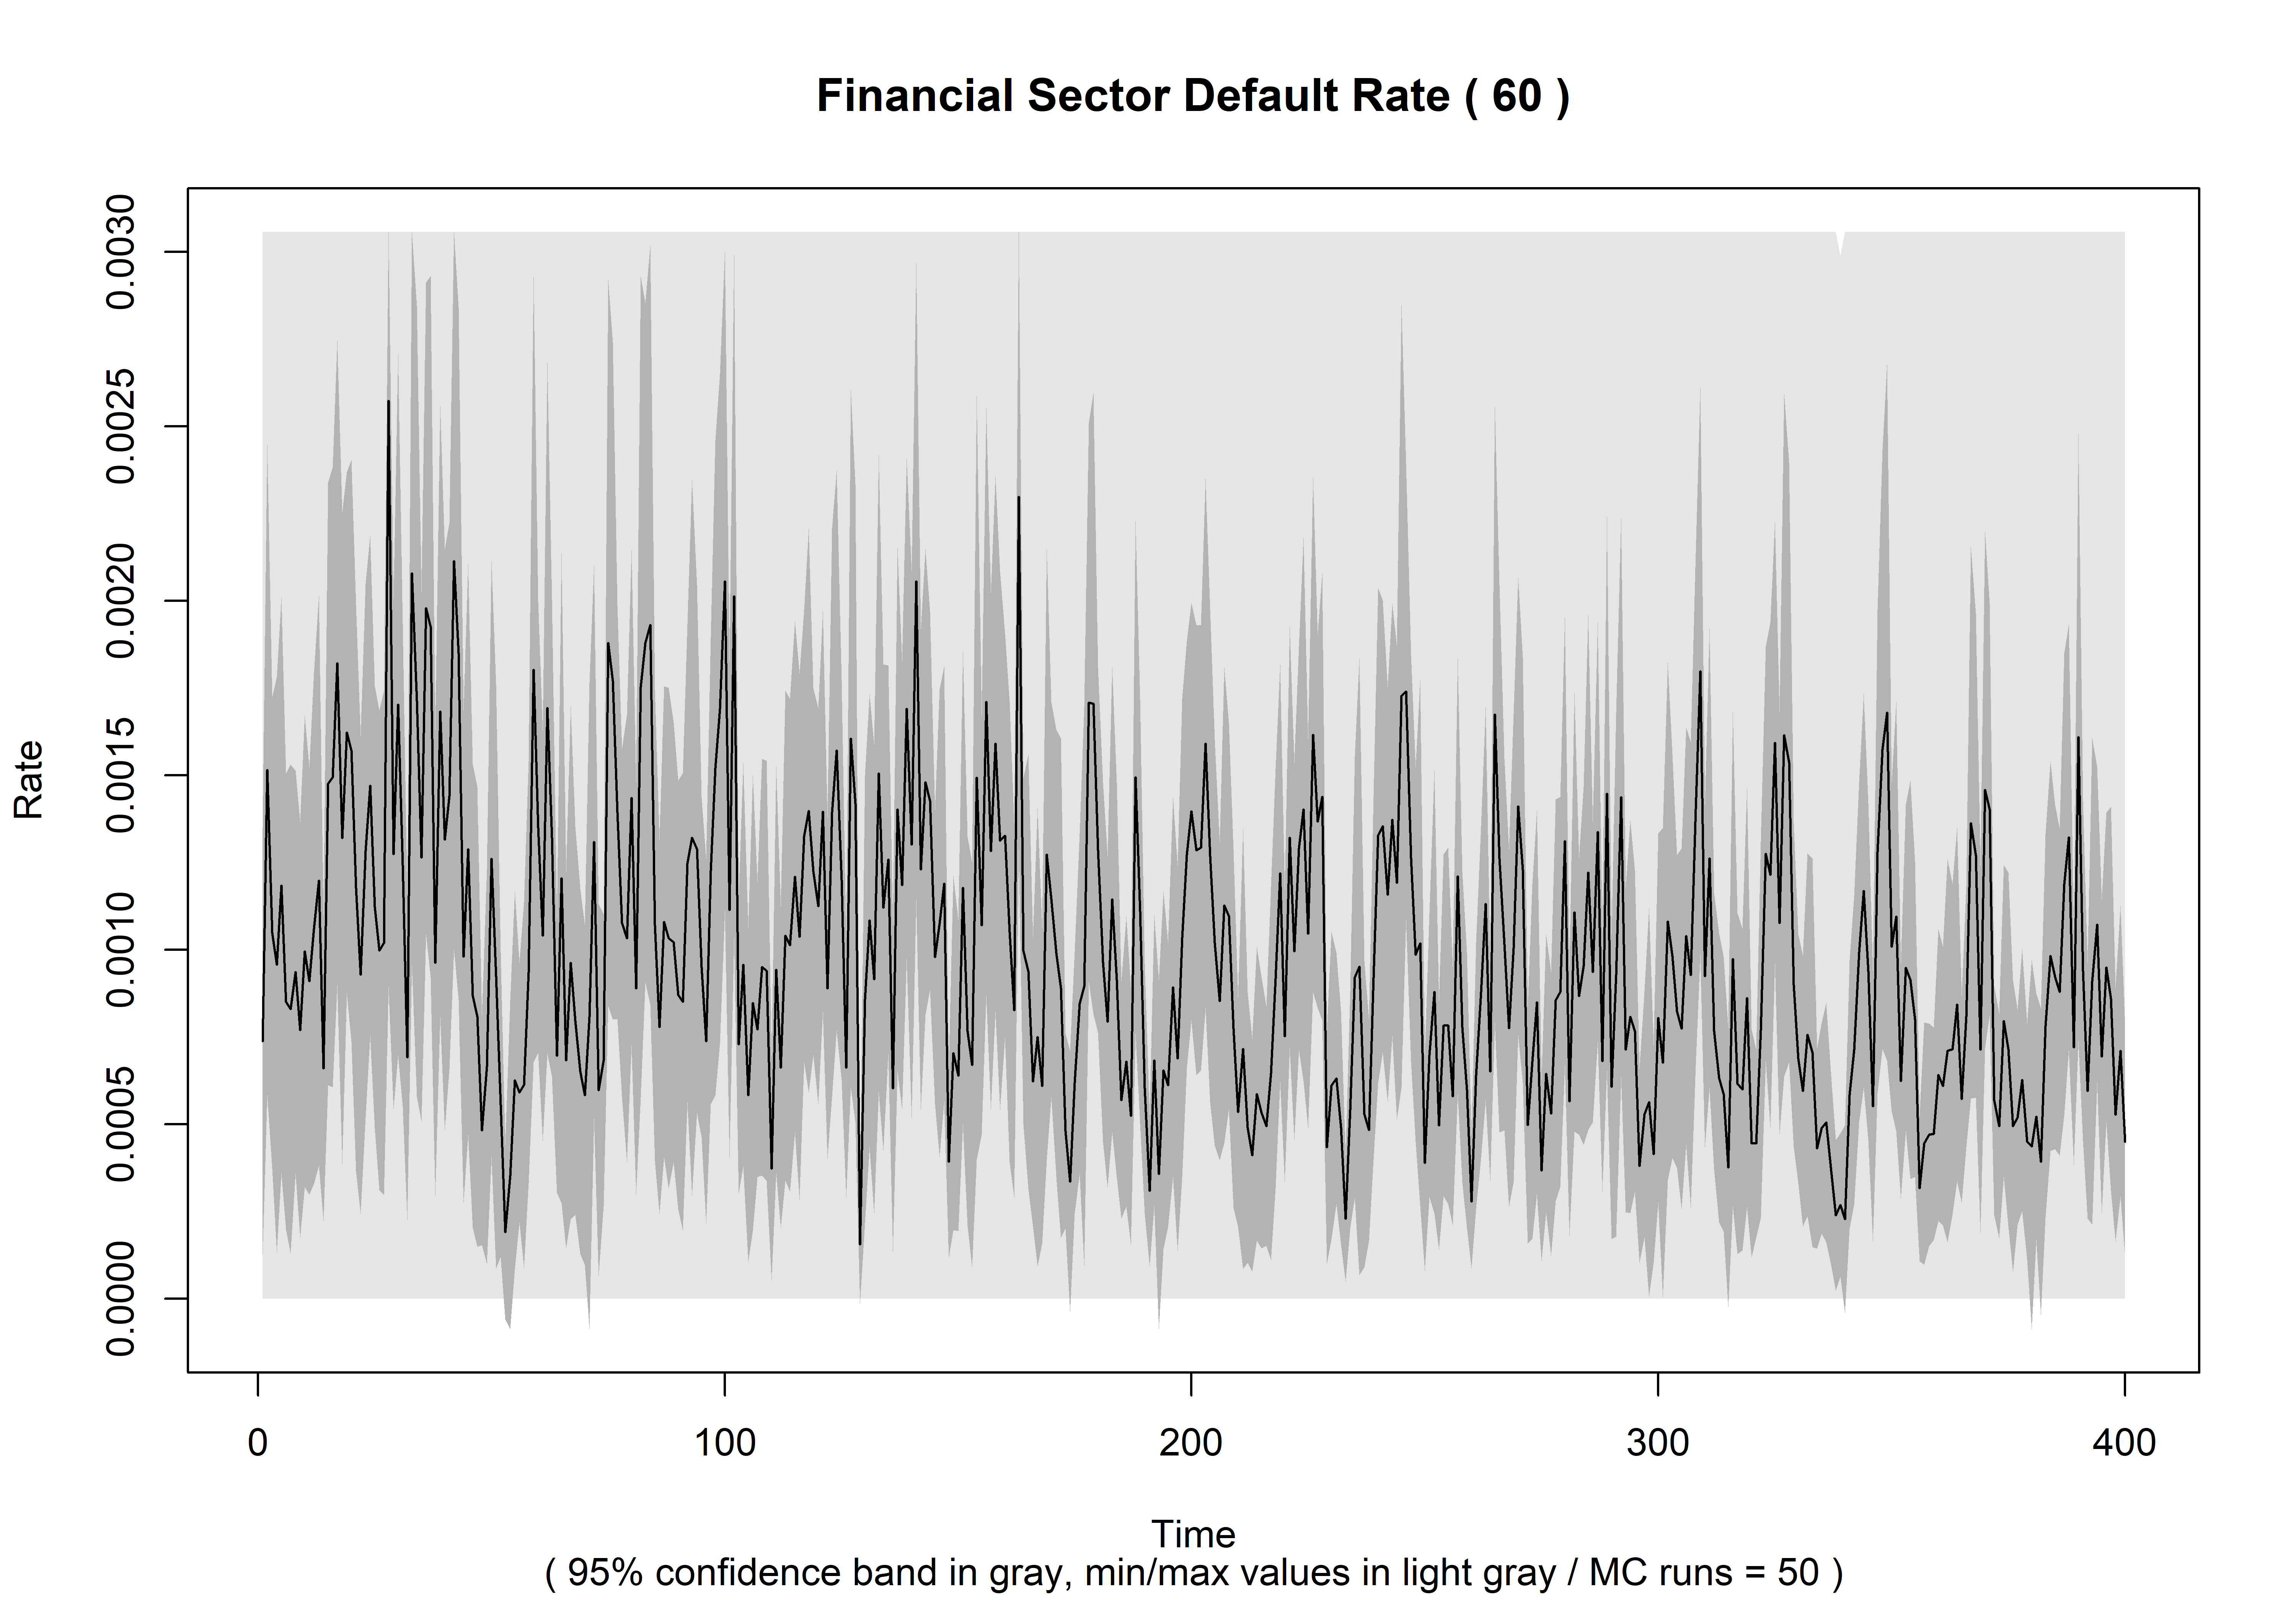 Financial Sector Default Rate ( 60 )
0.0030
0.0025
0.0020
0.0015
0.0010
0.0005
0.0000
Rate
0 100 200 300 400
Time
( 95% confidence band in gray, min/max values in light gray / MC runs = 50 )